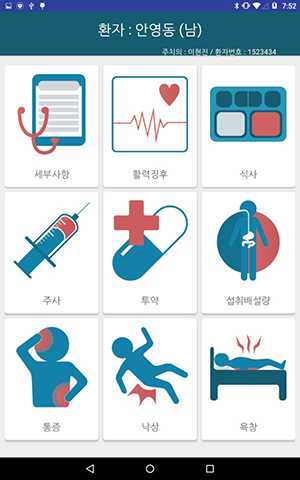 7:52
환자 : 안영동 (남)
주치의 : 이현진 / 환자번호 : 1523434
세부사항
활력징후
식사
주사
투약
섭취배설량
통증
낙상
욕창